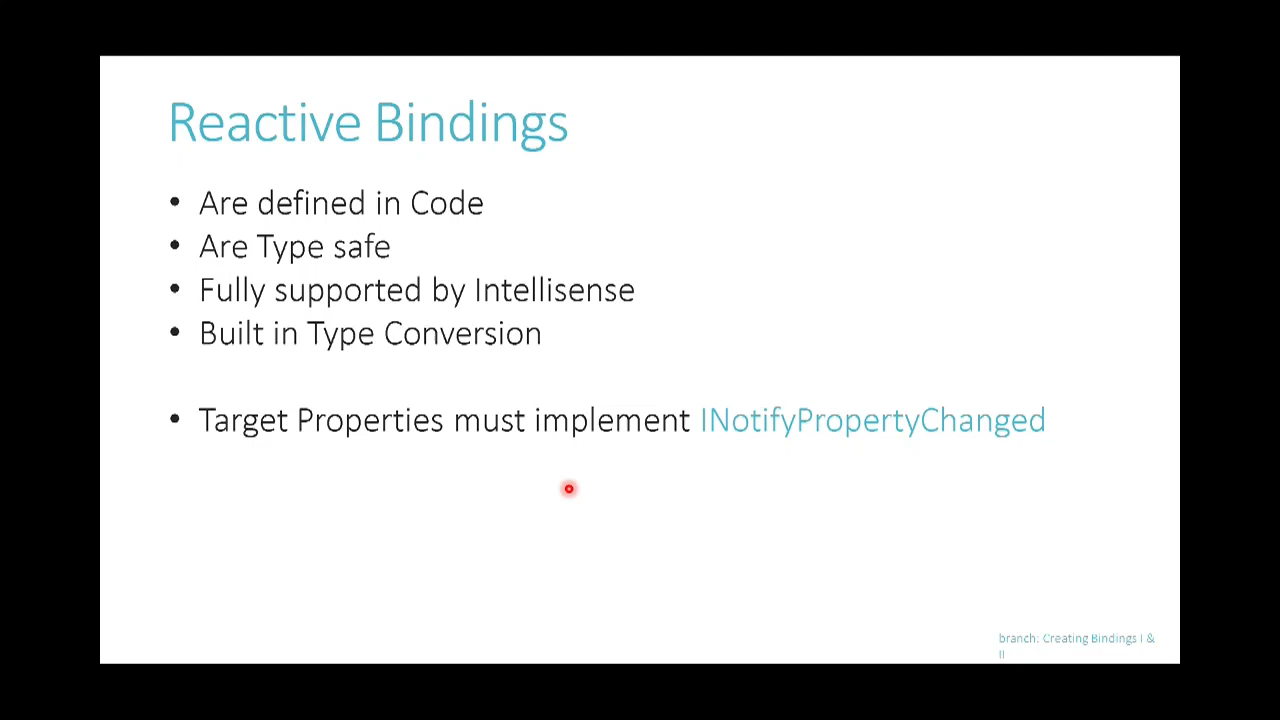 Reactive Bindings
• Are defined in Code
• Are Type safe
• Fully supported by Intellisense
• Built in Type Conversion
• Target Properties must implement INotifyPropertyChanged
branch: Creating Bindings I &
II